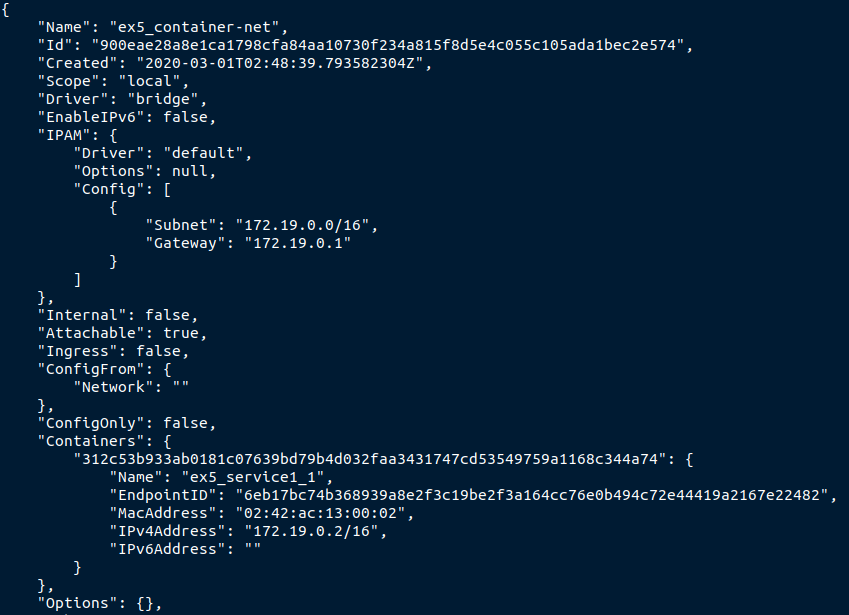 {
    "Name": "ex5_container-net",
    "Id": "900eae28a8e1ca1798cfa84aa10730f234a815f8d5e4c055c105ada1bec2e574",
    "Created": "2020-03-01T02:48:39.793582304Z",
    "Scope": "local",
    "Driver": "bridge",
    "EnableIPv6": false,
    "IPAM": {
        "Driver": "default",
        "Options": null,
        "Config": [
            {
                "Subnet": "172.19.0.0/16",
                "Gateway": "172.19.0.1"
            }
        ]
    },
    "Internal": false,
    "Attachable": true,
    "Ingress": false,
    "ConfigFrom": {
        "Network": ""
    },
    "ConfigOnly": false,
    "Containers": {
        "312c53b933ab0181c07639bd79b4d032faa3431747cd53549759a1168c344a74": {
            "Name": "ex5_service1_1",
            "EndpointID": "6eb17bc74b368939a8e2f3c19be2f3a164cc76e0b494c72e44419a2167e22482",
            "MacAddress": "02:42:ac:13:00:02",
            "IPv4Address": "172.19.0.2/16",
            "IPv6Address": ""
        }
    },
    "Options": {},